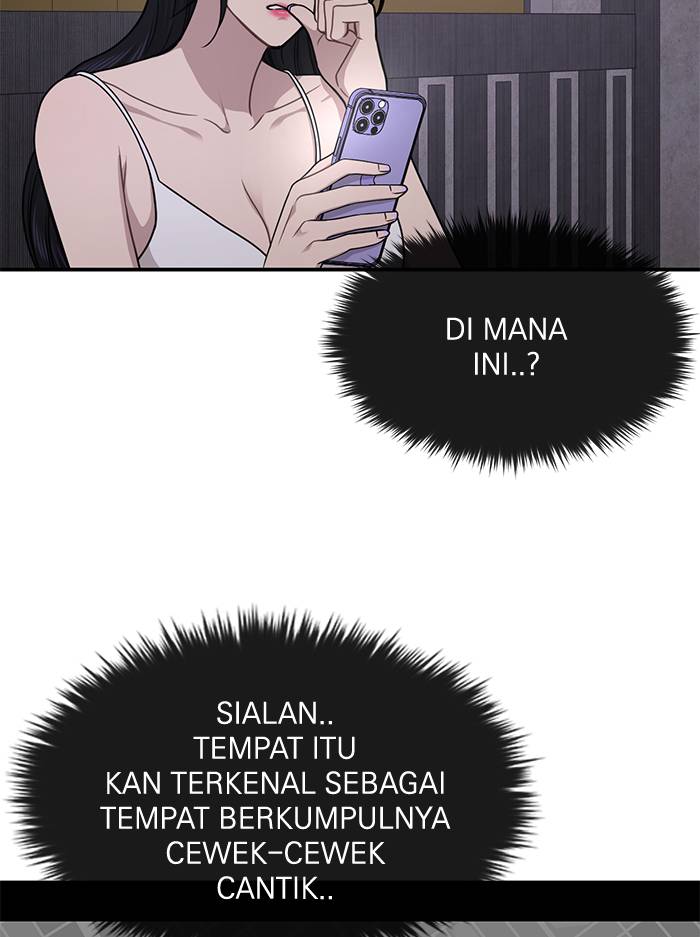 DI MANA
INI..?
SIALAN..
TEMPAT ITU
KAN TERKENAL SEBAGAI
TEMPAT BERKUMPULNYA
CEWEK-CEWEK
CANTIK..